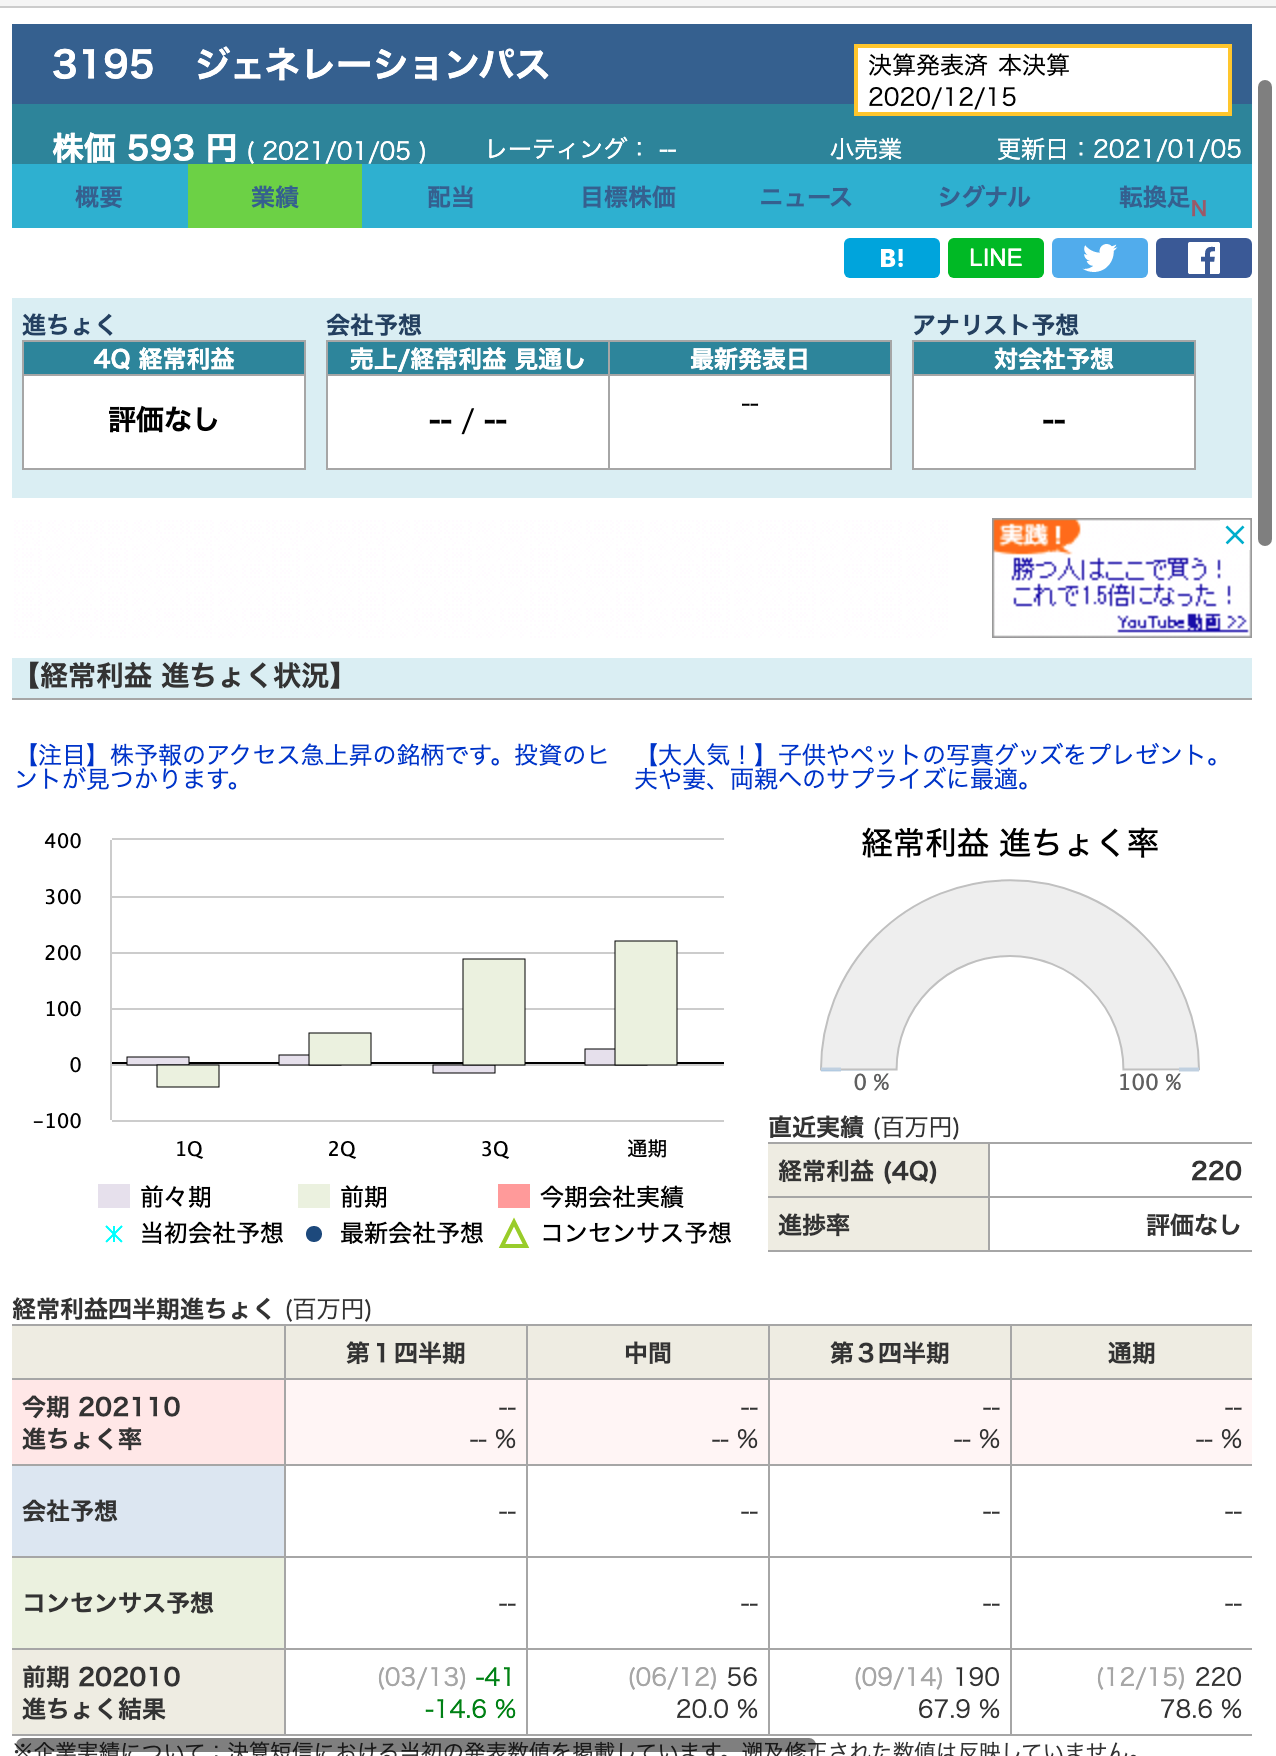 3195　ジェネレーションパス
決算発表済 本決算
2020/12/15
株価 593 円 ( 2021/01/05 )
レーティング： --
小売業
更新日：2021/01/05
概要
業績
配当
目標株価
ニュース
シグナル
転換足N
B!
LINE
進ちょく
会社予想
アナリスト予想
4Q 経常利益
売上/経常利益 見通し
最新発表日
対会社予想
評価なし
-- / --
--
--
実践！
勝つ人はここで買う！
これで1.5倍になった！
YouTube動画 >>
【経常利益 進ちょく状況】
【注目】株予報のアクセス急上昇の銘柄です。投資のヒ
ントが見つかります。
【大人気！】子供やペットの写真グッズをプレゼント。
夫や妻、両親へのサプライズに最適。
400
300
200
100
0
-100
1Q
2Q
3Q
通期
前々期
前期
今期会社実績
当初会社予想
最新会社予想
コンセンサス予想
経常利益 進ちょく率
0 %
100 %
直近実績 (百万円)
経常利益 (4Q)
220
進捗率
評価なし
経常利益四半期進ちょく (百万円)
第１四半期
中間
第３四半期
通期
今期 202110
進ちょく率
--
-- %
--
-- %
--
-- %
--
-- %
会社予想
--
--
--
--
コンセンサス予想
--
--
--
--
前期 202010
進ちょく結果
(03/13) -41
-14.6 %
(06/12) 56
20.0 %
(09/14) 190
67.9 %
(12/15) 220
78.6 %
※企業実績について：決算短信における当初の発表数値を掲載しています。遡及修正された数値は反映していません。